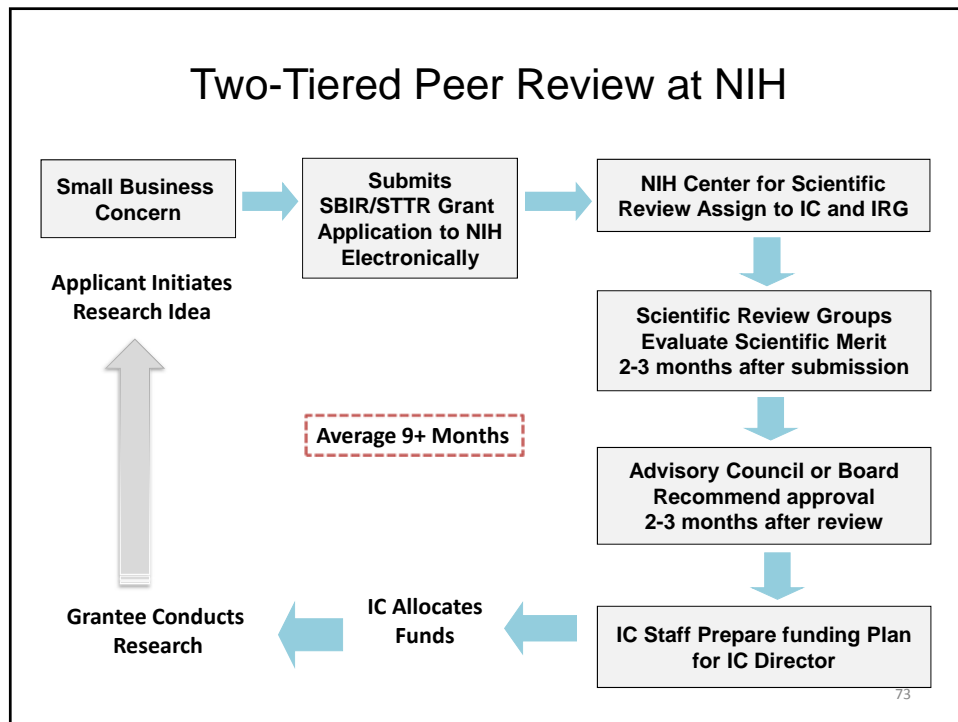 Two-Tiered Peer Review at NIH
Small Business
Concern
Submits
SBIR/STTR Grant
Application to NIH
Electronically
NIH Center for Scientific
Review Assign to IC and IRG
Applicant Initiates
Research Idea
Scientific Review Groups
Evaluate Scientific Merit
2-3 months after submission
Average 9+ Months
Advisory Council or Board
Recommend approval
2-3 months after review
IC Staff Prepare funding Plan
for IC Director
IC Allocates
Funds
Grantee Conducts
Research
73